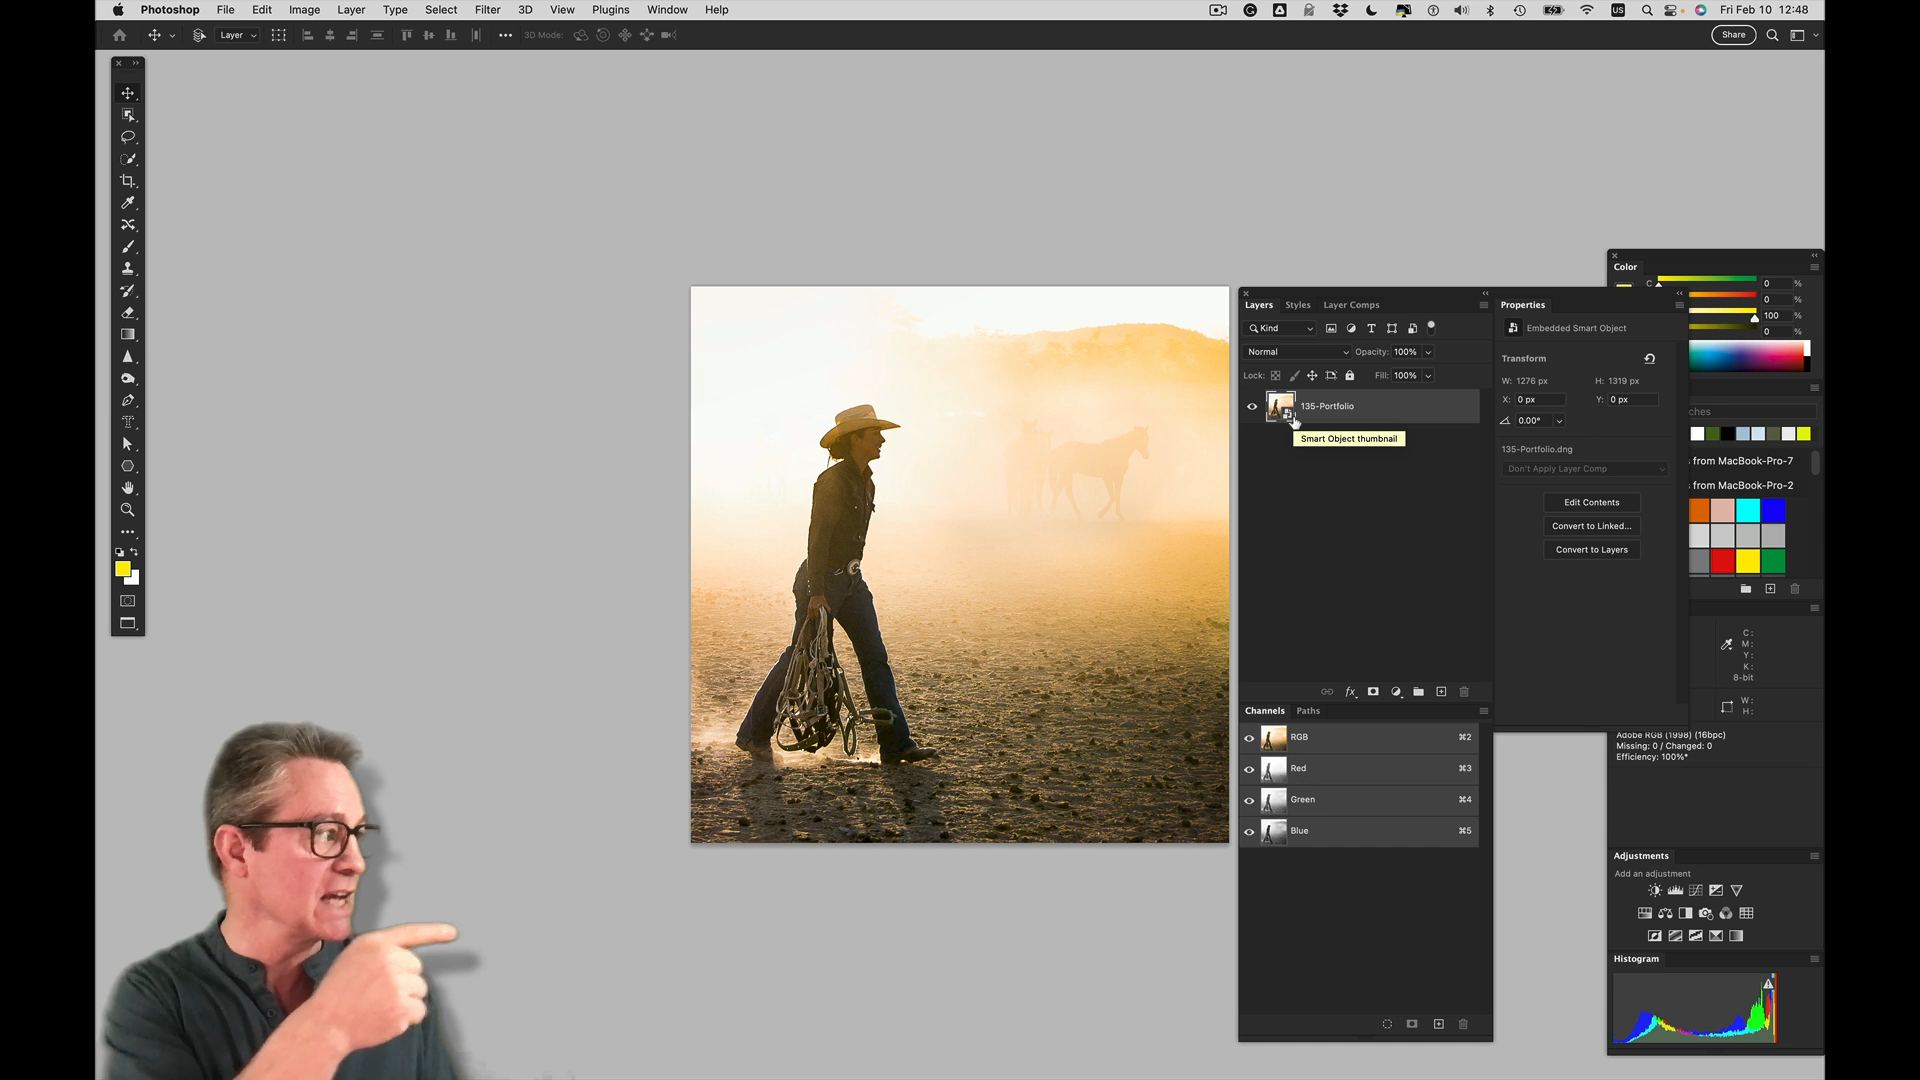 Photoshop File Edit Image Layer Type Select Filter 3D View Plugins Window Help US Fri Feb 10 12:48
Layer 3D Mode: Share
Color
C 0 %
0 %
100 %
0 %
Layers Styles Layer Comps
Kind
Normal Opacity: 100%
Lock: Fill: 100%
135-Portfolio
Smart Object thumbnail
fx
Channels Paths
RGB ⌘2
Red ⌘3
Green ⌘4
Blue ⌘5
Properties
Embedded Smart Object
Transform
W: 1276 px H: 1319 px
X: 0 px Y: 0 px
0.00°
135-Portfolio.dng
Don't Apply Layer Comp
Edit Contents
Convert to Linked...
Convert to Layers
ches
s from MacBook-Pro-7
s from MacBook-Pro-2
C:
M:
Y:
K:
8-bit
W:
H:
Adobe RGB (1998) (16bpc)
Missing: 0 / Changed: 0
Efficiency: 100%*
Adjustments
Add an adjustment
Histogram